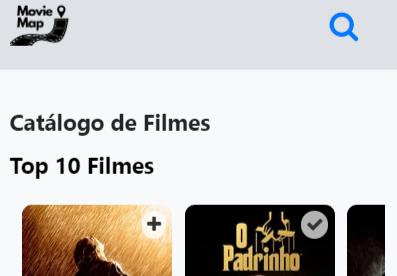 Movie
Map
Catálogo de Filmes
Top 10 Filmes
O
Padrinho